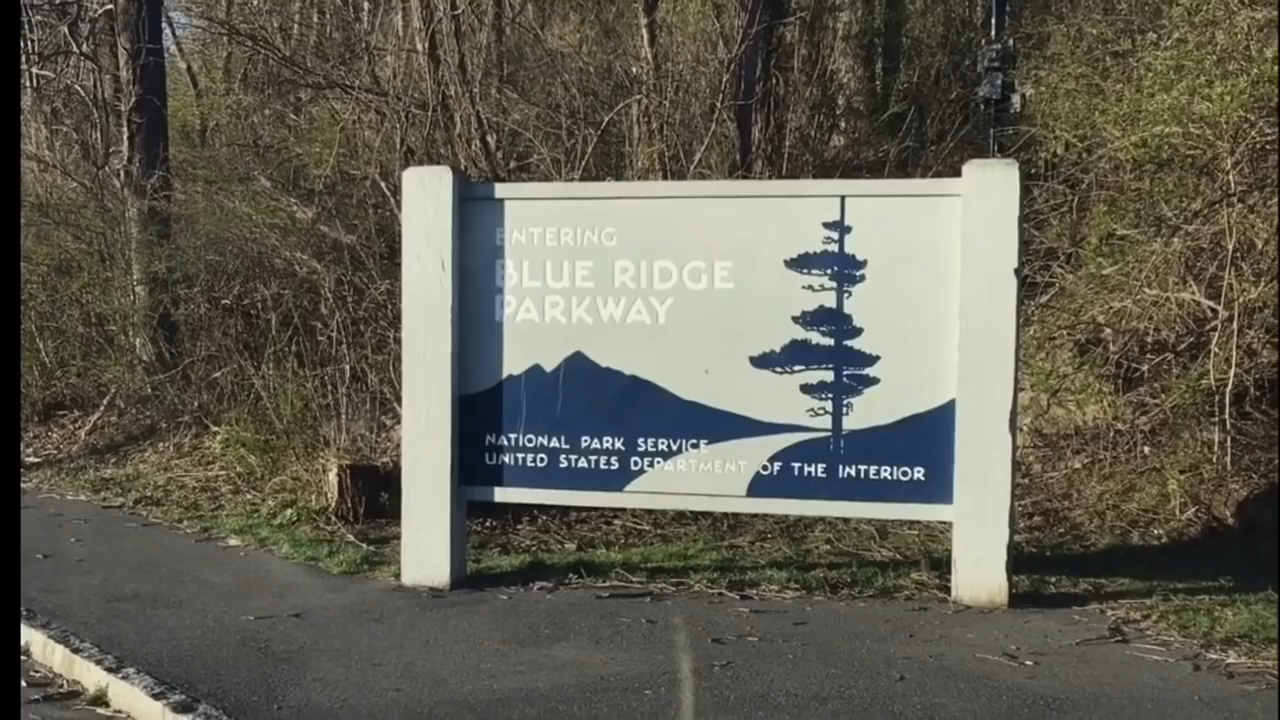 ENTERING
BLUE RIDGE
PARKWAY
NATIONAL PARK SERVICE
UNITED STATES DEPARTMENT OF THE INTERIOR